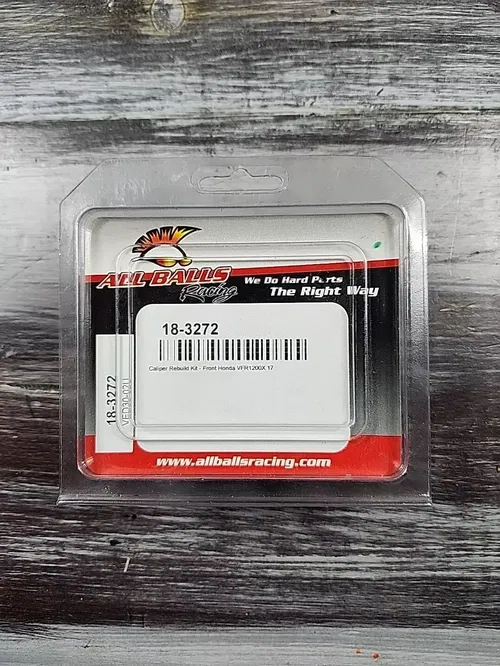 ALL BALLS
Racing
We Do Hard Parts
The Right Way
18-3272
Caliper Rebuild Kit - Front Honda VFR1200X 17
18-3272
www.allballsracing.com